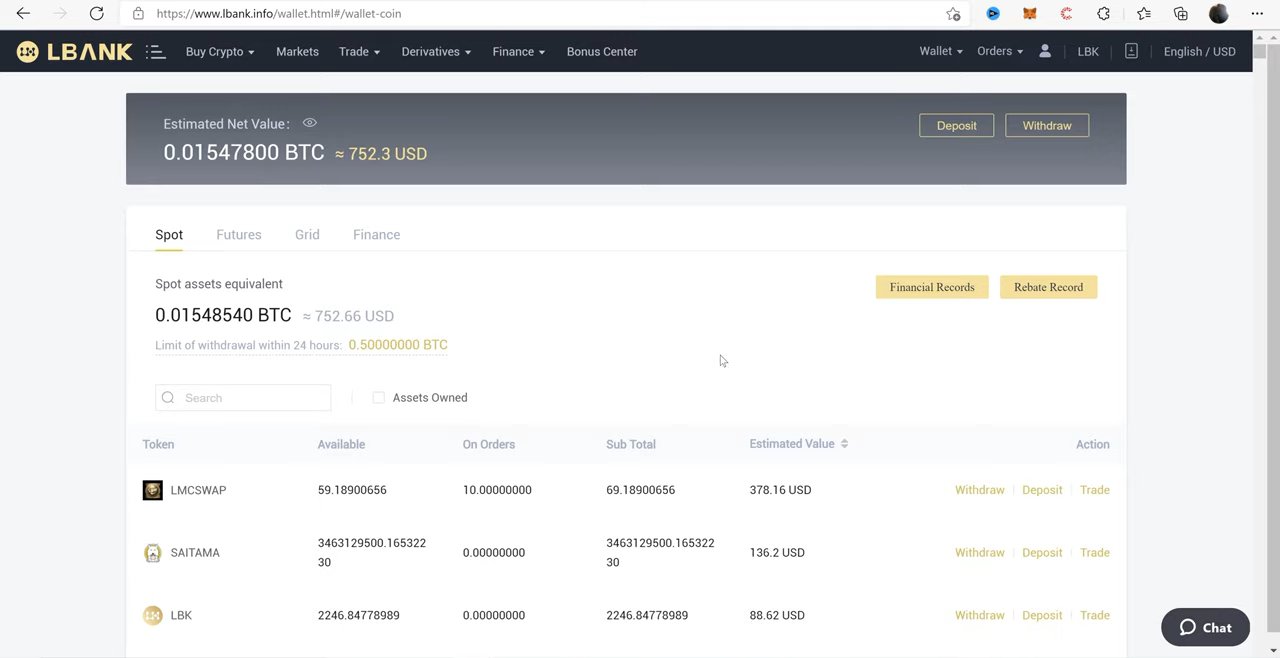 https://www.lbank.info/wallet.html#/wallet-coin
LBANK Buy Crypto Markets Trade Derivatives Finance Bonus Center Wallet Orders LBK English / USD
Estimated Net Value:
Deposit Withdraw
0.01547800 BTC ≈ 752.3 USD
Spot Futures Grid Finance
Spot assets equivalent
Financial Records Rebate Record
0.01548540 BTC ≈ 752.66 USD
Limit of withdrawal within 24 hours: 0.50000000 BTC
Search Assets Owned
Token Available On Orders Sub Total Estimated Value Action
LMCSWAP 59.18900656 10.00000000 69.18900656 378.16 USD Withdraw Deposit Trade
SAITAMA 3463129500.165322 0.00000000 3463129500.165322 136.2 USD Withdraw Deposit Trade
30 30
LBK 2246.84778989 0.00000000 2246.84778989 88.62 USD Withdraw Deposit Trade
Chat